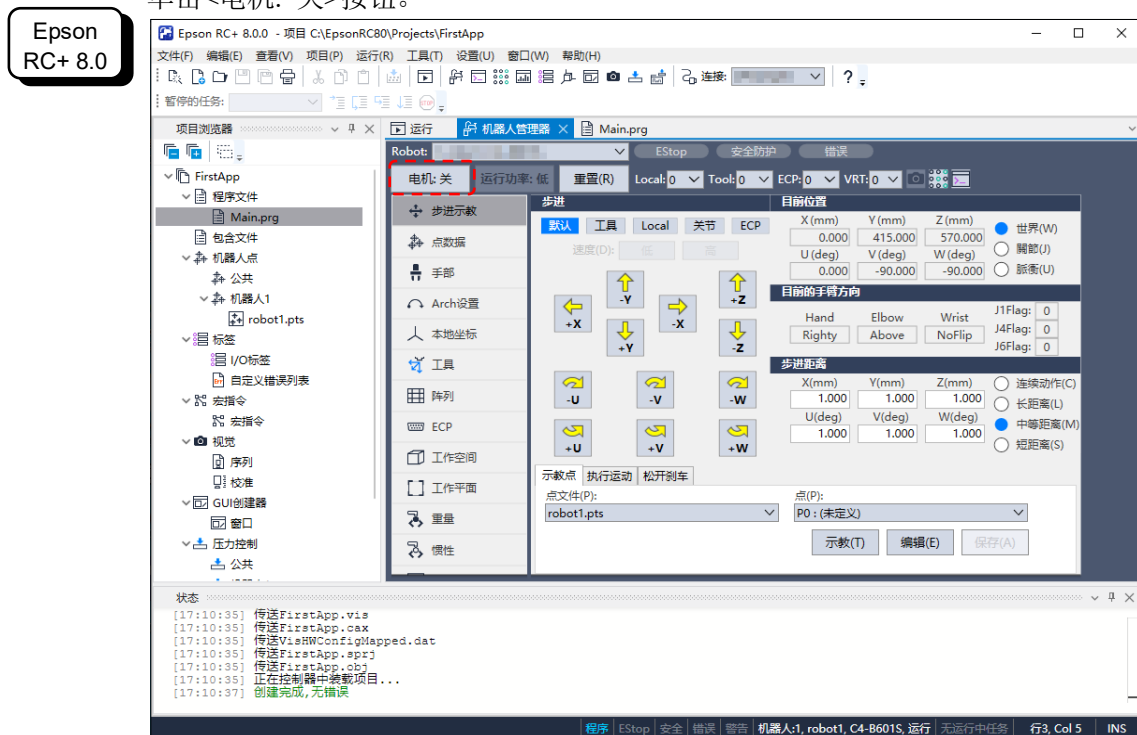 单击<电机: 关>按钮。
Epson
RC+ 8.0
Epson RC+ 8.0.0 - 项目 C:\EpsonRC80\Projects\FirstApp
文件(F) 编辑(E) 查看(V) 项目(P) 运行(R) 工具(T) 设置(U) 窗口(W) 帮助(H)
连接:
暂停的任务:
项目浏览器
运行 机器人管理器 Main.prg
Robot: EStop 安全防护 错误
电机: 关 运行功率: 低 重置(R) Local: 0 Tool: 0 ECP: 0 VRT: 0
FirstApp
程序文件
Main.prg
包含文件
机器人点
公共
机器人1
robot1.pts
标签
I/O标签
自定义错误列表
宏指令
宏指令
视觉
序列
校准
GUI创建器
窗口
压力控制
公共
步进示教
点数据
手部
Arch设置
本地坐标
工具
阵列
ECP
工作空间
工作平面
重量
惯性
步进
默认 工具 Local 关节 ECP
速度(D): 低 高
-Y +Z
+X -X
+Y -Z
-U -V -W
+U +V +W
目前位置
X (mm) Y (mm) Z (mm)
0.000 415.000 570.000
U (deg) V (deg) W (deg)
0.000 -90.000 -90.000
世界(W)
關節(J)
脈衝(U)
目前的手臂方向
Hand Elbow Wrist
Righty Above NoFlip
J1Flag: 0
J4Flag: 0
J6Flag: 0
步进距离
X(mm) Y(mm) Z(mm)
1.000 1.000 1.000
U(deg) V(deg) W(deg)
1.000 1.000 1.000
连续动作(C)
长距离(L)
中等距离(M)
短距离(S)
示教点 执行运动 松开刹车
点文件(P): 点(P):
robot1.pts P0 : (未定义)
示教(T) 编辑(E) 保存(A)
状态
[17:10:35] 传送FirstApp.vis
[17:10:35] 传送FirstApp.cax
[17:10:35] 传送VisHWConfigMapped.dat
[17:10:35] 传送FirstApp.sprj
[17:10:35] 传送FirstApp.obj
[17:10:35] 正在控制器中装载项目...
[17:10:37] 创建完成,无错误
程序 EStop 安全 错误 警告 机器人:1, robot1, C4-B601S, 运行 无运行中任务 行3, Col 5 INS